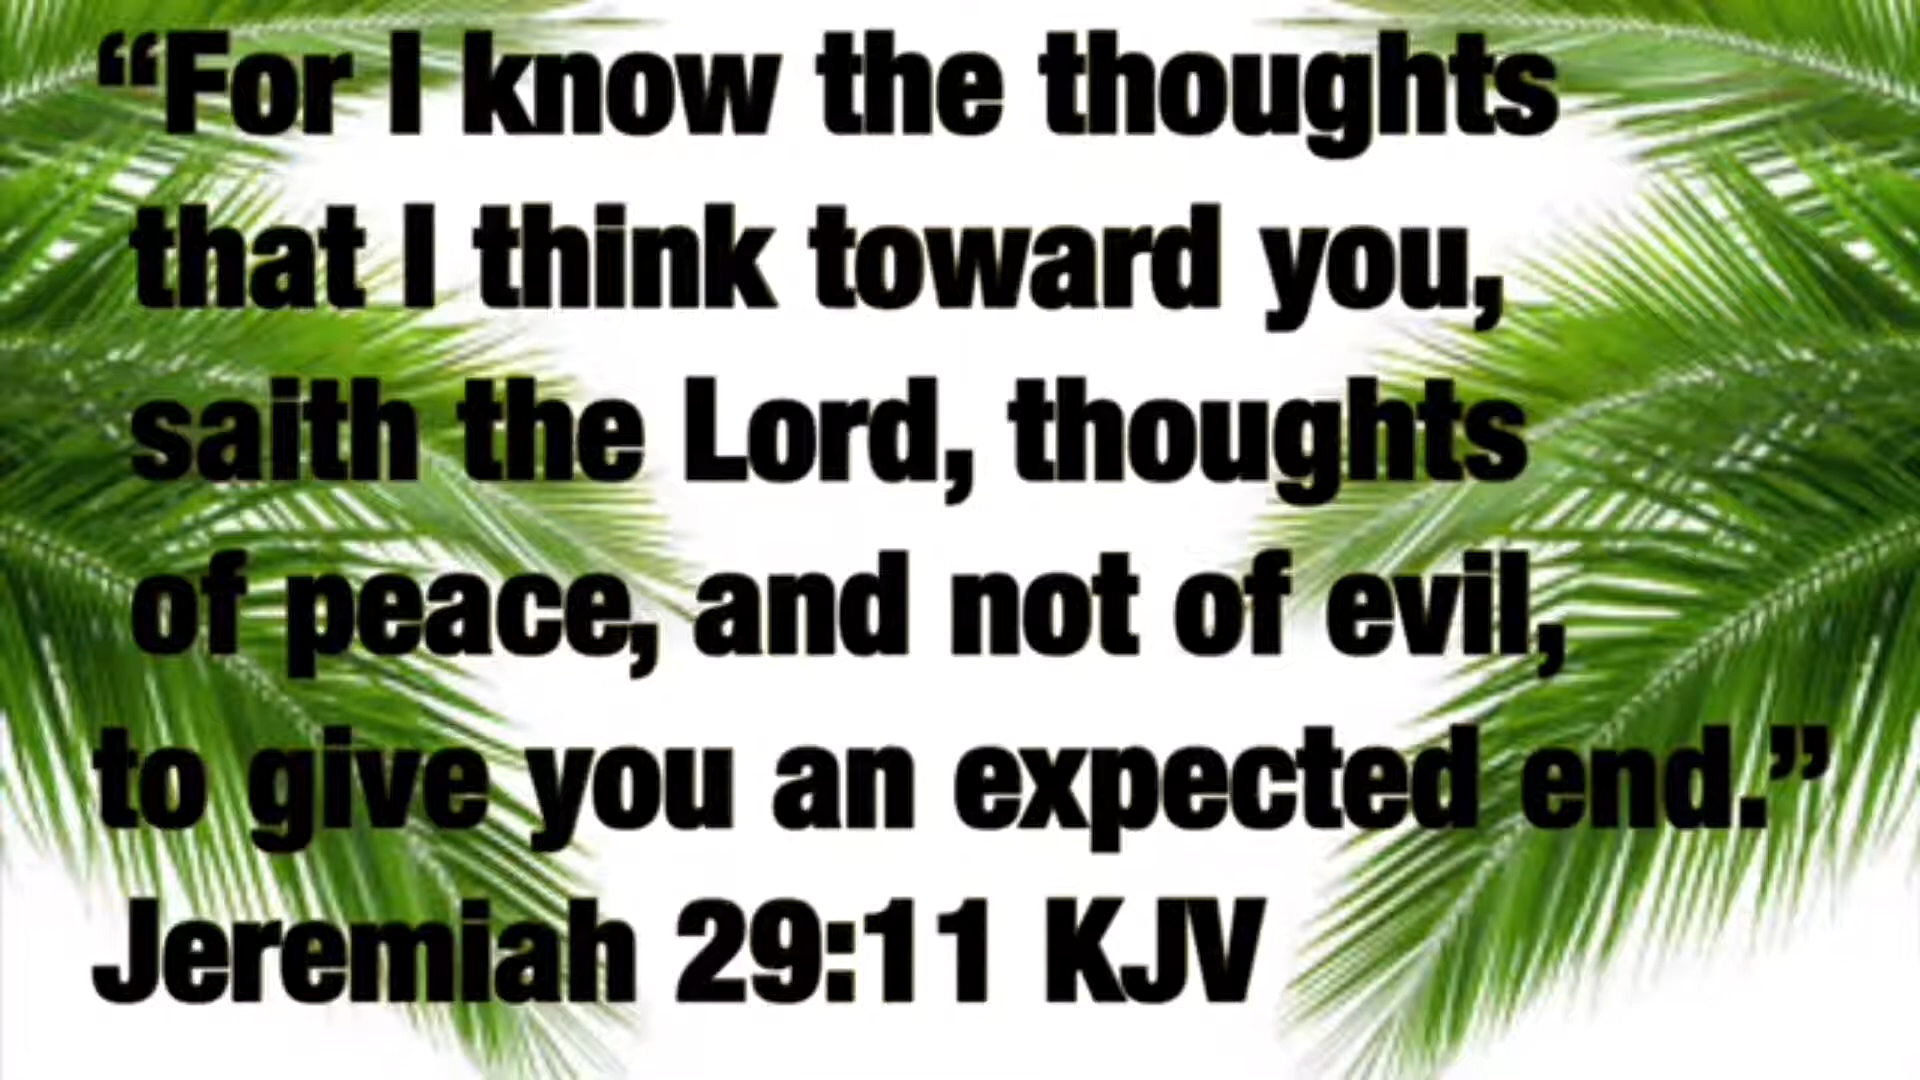 “For I know the thoughts
that I think toward you,
saith the Lord, thoughts
of peace, and not of evil,
to give you an expected end.”
Jeremiah 29:11 KJV